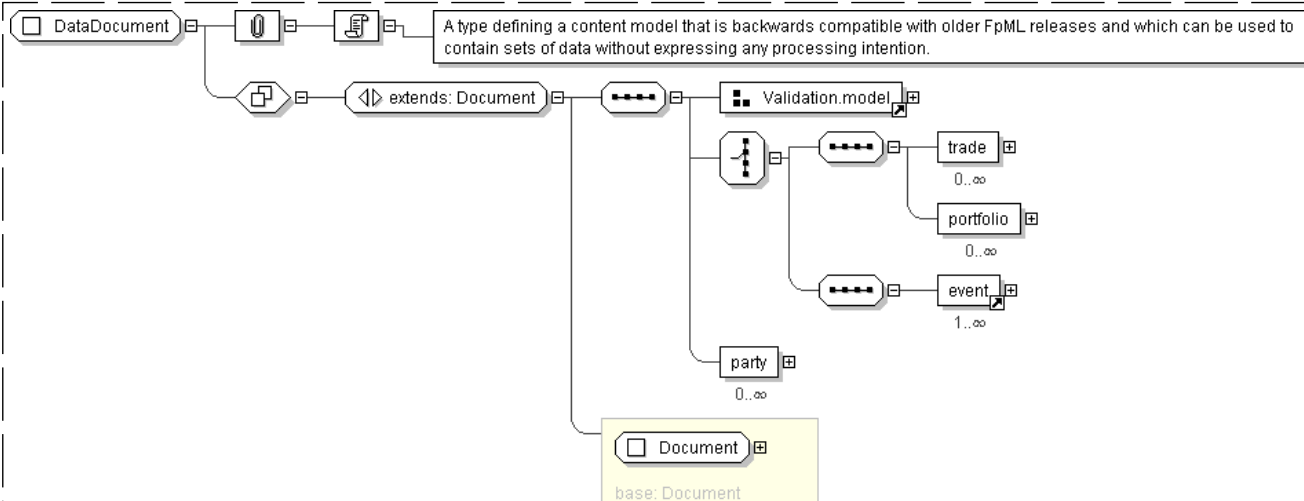 DataDocument
A type defining a content model that is backwards compatible with older FpML releases and which can be used to
contain sets of data without expressing any processing intention.
extends: Document
Validation.model
trade
0..∞
portfolio
0..∞
event
1..∞
party
0..∞
Document
base: Document